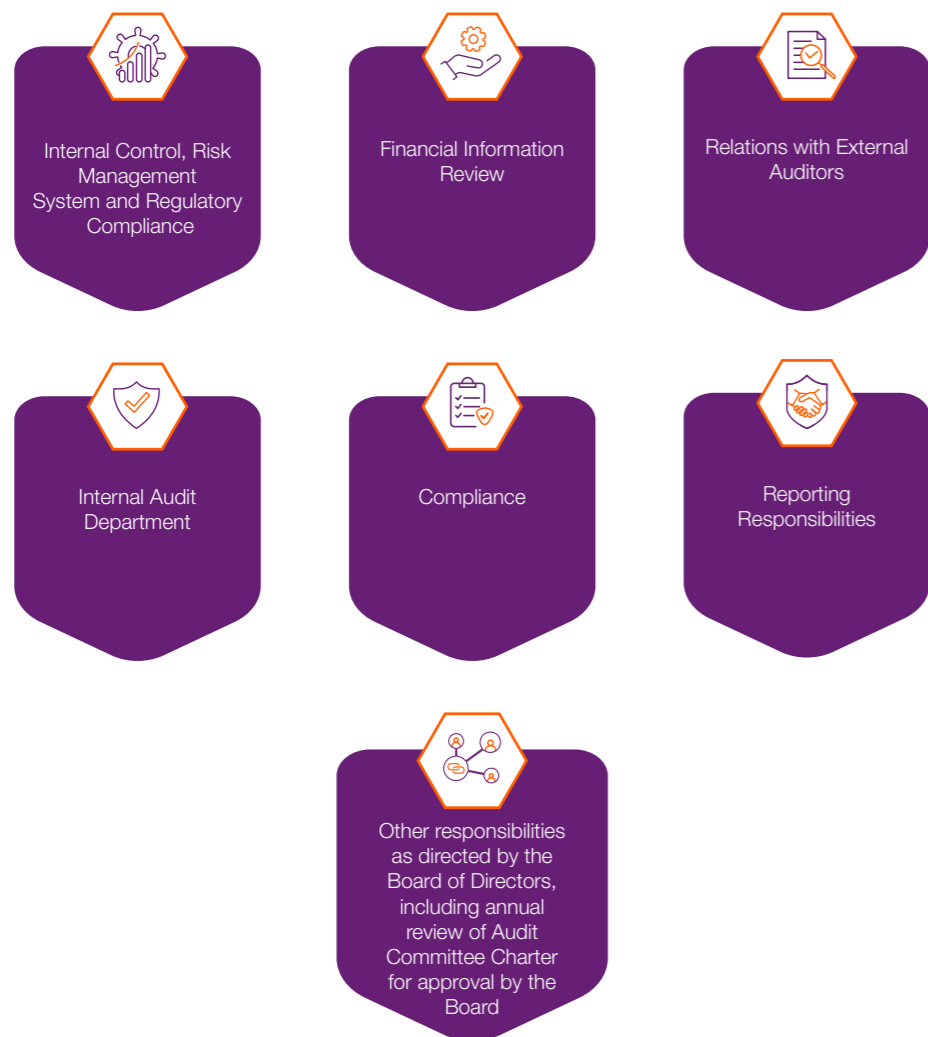 Internal Control, Risk
Management
System and Regulatory
Compliance
Financial Information
Review
Relations with External
Auditors
Internal Audit
Department
Compliance
Reporting
Responsibilities
Other responsibilities
as directed by the
Board of Directors,
including annual
review of Audit
Committee Charter
for approval by the
Board